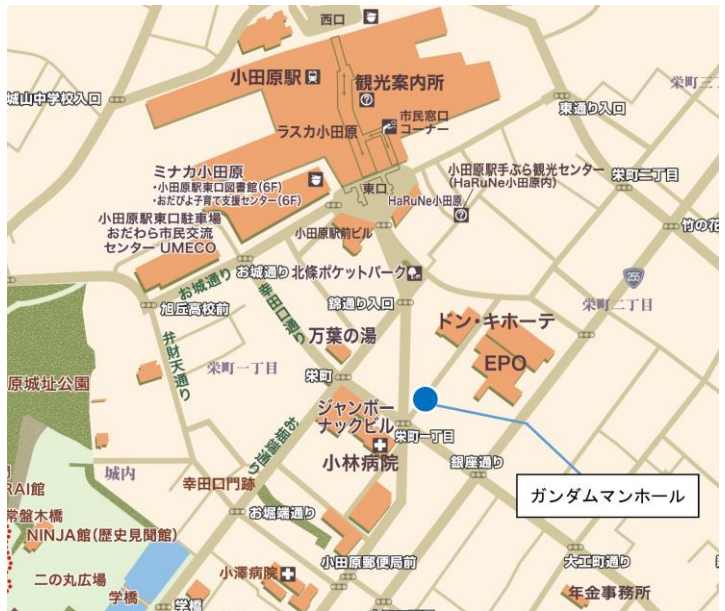 西口
小田原駅
観光案内所
城山中学校入口
栄町三丁
東通り入口
市民窓口
コーナー
ラスカ小田原
ミナカ小田原
・小田原駅東口図書館(6F)
・おだぴよ子育て支援センター(6F)
東口
小田原駅手ぶら観光センター
(HaRuNe小田原内)
HaRuNe小田原
栄町二丁目
竹の花
小田原駅東口駐車場
おだわら市民交流
センター UMECO
小田原駅前ビル
お城通り
北條ポケットパーク
255
お城通り
幸田口通り
旭丘高校前
錦通り入口
栄町二丁目
ドン・キホーテ
万葉の湯
EPO
弁財天通り
栄町一丁目
原城址公園
栄町
ジャンボー
ナックビル
栄町一丁目
お堀端通り
小林病院
銀座通り
城内
幸田口門跡
ガンダムマンホール
RAI館
常盤木橋
NINJA館(歴史見聞館)
お堀端通り
小田原郵便局前
大工町通り
二の丸広場
小澤病院
年金事務所
学橋
学橋